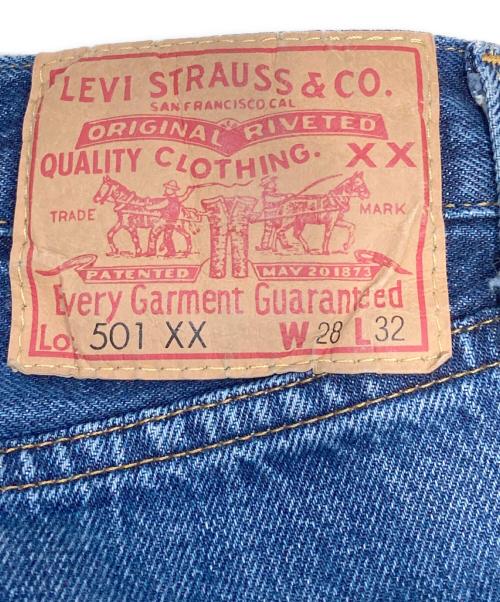 LEVI STRAUSS & CO.
SAN FRANCISCO, CAL
ORIGINAL RIVETED
QUALITY CLOTHING. XX
TRADE MARK
PATENTED MAY 20 1873
Every Garment Guaranteed
Lo 501 XX W 28 L 32